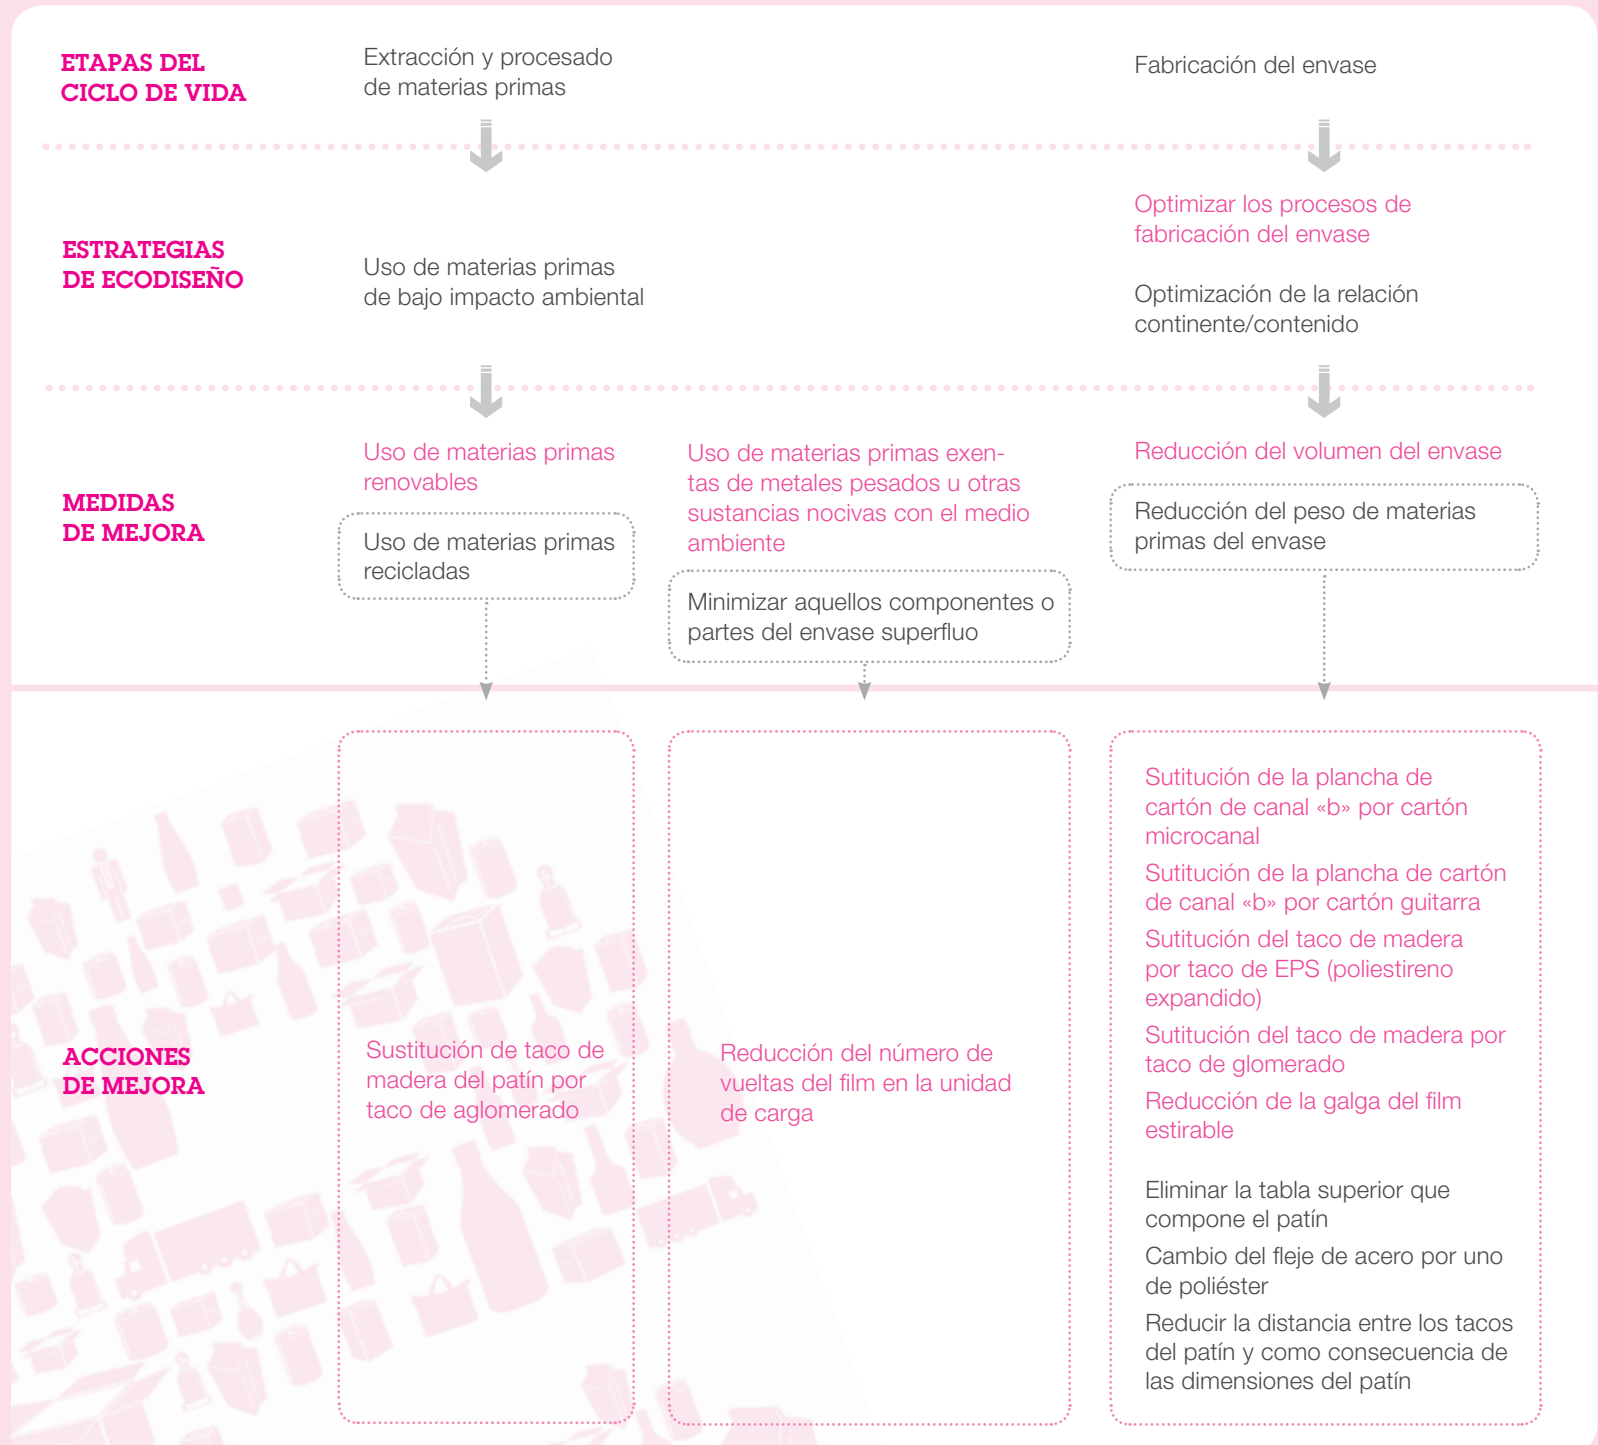 ETAPAS DEL
CICLO DE VIDA
Extracción y procesado
de materias primas
Fabricación del envase
ESTRATEGIAS
DE ECODISEÑO
Uso de materias primas
de bajo impacto ambiental
Optimizar los procesos de
fabricación del envase
Optimización de la relación
continente/contenido
MEDIDAS
DE MEJORA
Uso de materias primas
renovables
Uso de materias primas
recicladas
Uso de materias primas exen-
tas de metales pesados u otras
sustancias nocivas con el medio
ambiente
Minimizar aquellos componentes o
partes del envase superfluo
Reducción del volumen del envase
Reducción del peso de materias
primas del envase
ACCIONES
DE MEJORA
Sustitución de taco de
madera del patín por
taco de aglomerado
Reducción del número de
vueltas del film en la unidad
de carga
Sutitución de la plancha de
cartón de canal «b» por cartón
microcanal
Sutitución de la plancha de cartón
de canal «b» por cartón guitarra
Sutitución del taco de madera
por taco de EPS (poliestireno
expandido)
Sutitución del taco de madera por
taco de glomerado
Reducción de la galga del film
estirable
Eliminar la tabla superior que
compone el patín
Cambio del fleje de acero por uno
de poliéster
Reducir la distancia entre los tacos
del patín y como consecuencia de
las dimensiones del patín